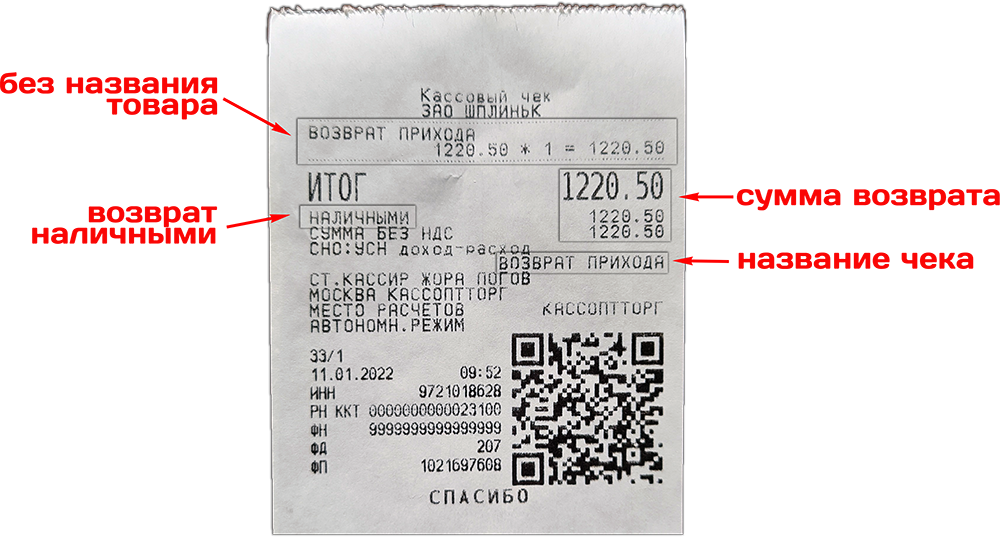 без названия
товара
Кассовый чек
ЗАО ШПЛИНЬК
ВОЗВРАТ ПРИХОДА
1220.50 * 1 = 1220.50
ИТОГ 1220.50
сумма возврата
возврат
наличными
НАЛИЧНЫМИ 1220.50
СУММА БЕЗ НДС 1220.50
СНО:УСН доход-расход
ВОЗВРАТ ПРИХОДА
название чека
СТ.КАССИР ЖОРА ПОГОВ
МОСКВА КАССОПТТОРГ
МЕСТО РАСЧЕТОВ КАССОПТТОРГ
АВТОНОМН.РЕЖИМ
33/1
11.01.2022 09:52
ИНН 9721018628
РН ККТ 0000000000023100
ФН 9999999999999999
ФД 207
ФП 1021697608
СПАСИБО